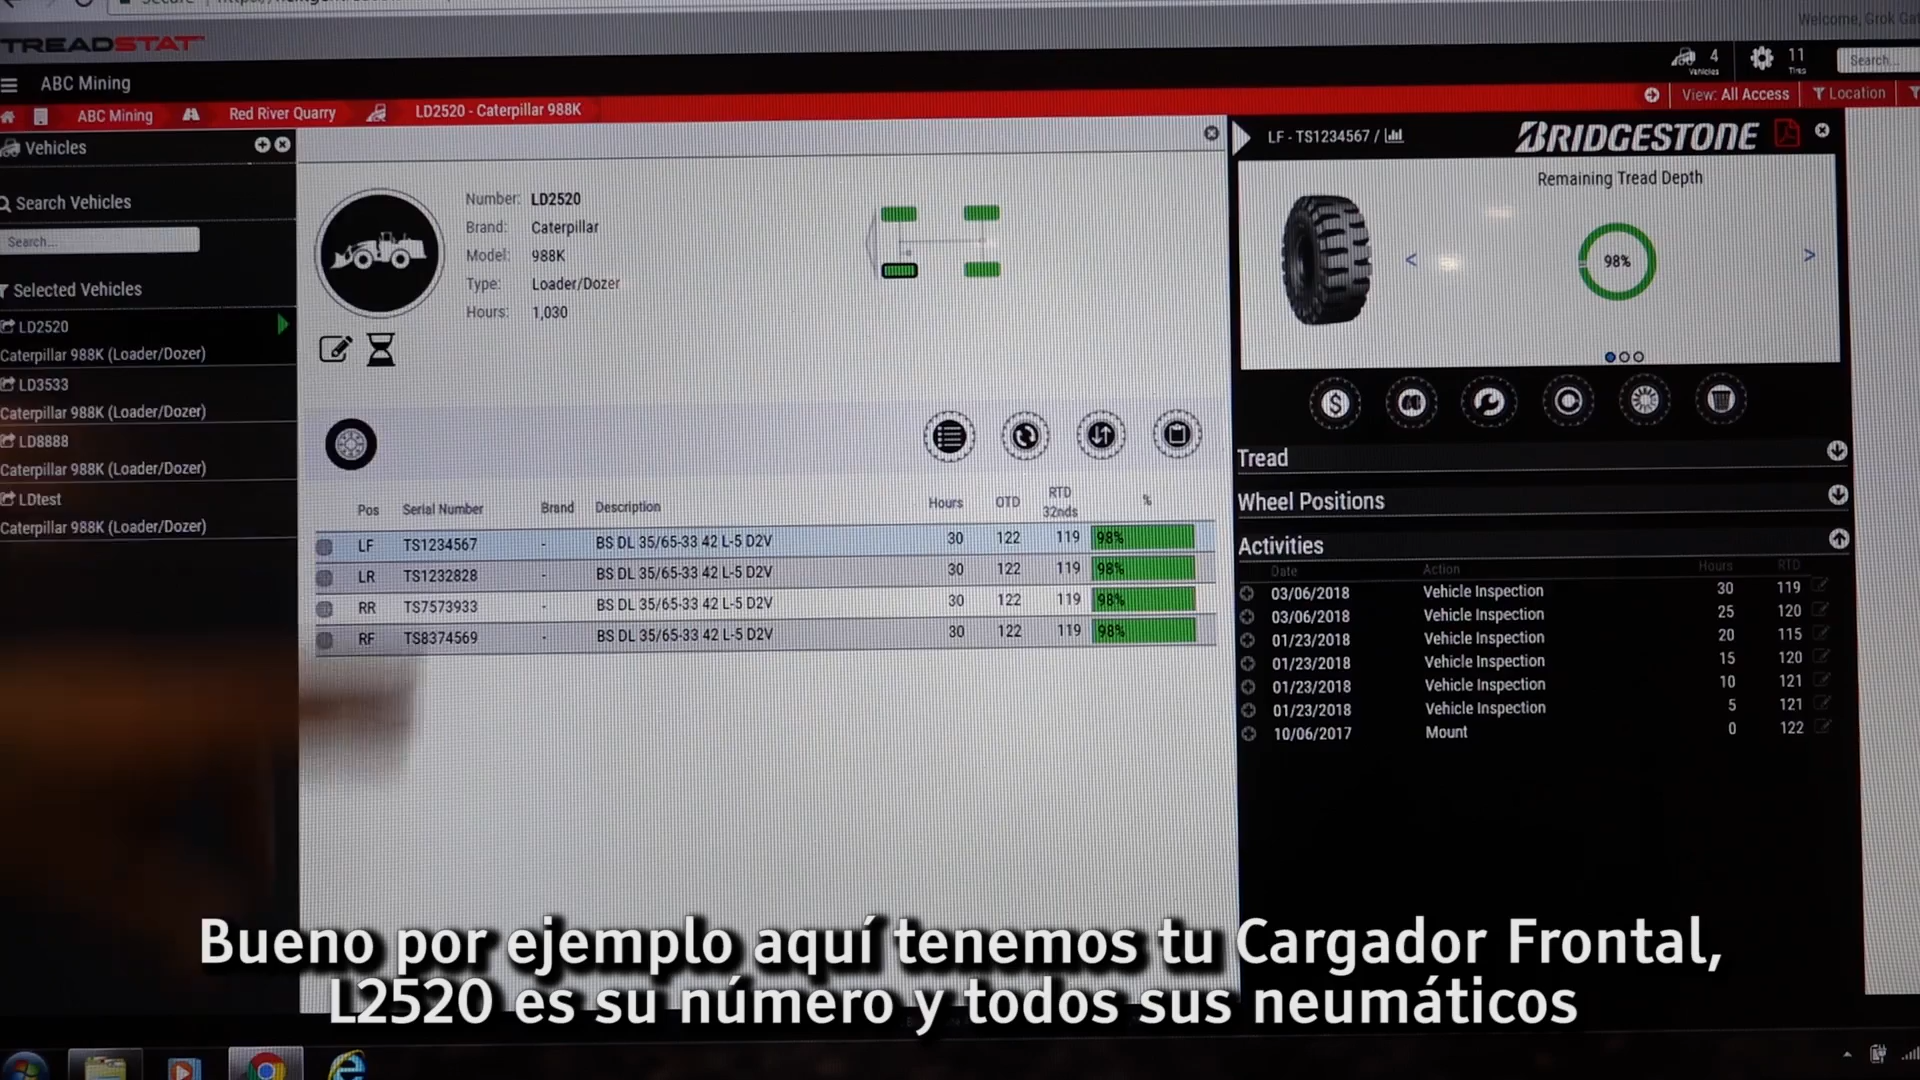 Secure
TREADSTAT
4
Vehicles
11
Tires
Search...
ABC Mining
View: All Access
Location
ABC Mining
Red River Quarry
LD2520 - Caterpillar 988K
Vehicles
Search Vehicles
Search...
Selected Vehicles
LD2520
Caterpillar 988K (Loader/Dozer)
LD3533
Caterpillar 988K (Loader/Dozer)
LD8888
Caterpillar 988K (Loader/Dozer)
LDtest
Caterpillar 988K (Loader/Dozer)
Number: LD2520
Brand: Caterpillar
Model: 988K
Type: Loader/Dozer
Hours: 1,030
Pos Serial Number Brand Description Hours OTD RTD 32nds %
LF TS1234567 - BS DL 35/65-33 42 L-5 D2V 30 122 119 98%
LR TS1232828 - BS DL 35/65-33 42 L-5 D2V 30 122 119 98%
RR TS7573933 - BS DL 35/65-33 42 L-5 D2V 30 122 119 98%
RF TS8374569 - BS DL 35/65-33 42 L-5 D2V 30 122 119 98%
LF - TS1234567 /
BRIDGESTONE
Remaining Tread Depth
< 98% >
Tread
Wheel Positions
Activities
Date Action Hours RTD
03/06/2018 Vehicle Inspection 30 119
03/06/2018 Vehicle Inspection 25 120
01/23/2018 Vehicle Inspection 20 115
01/23/2018 Vehicle Inspection 15 120
01/23/2018 Vehicle Inspection 10 121
01/23/2018 Vehicle Inspection 5 121
10/06/2017 Mount 0 122
Bueno por ejemplo aquí tenemos tu Cargador Frontal,
L2520 es su número y todos sus neumáticos